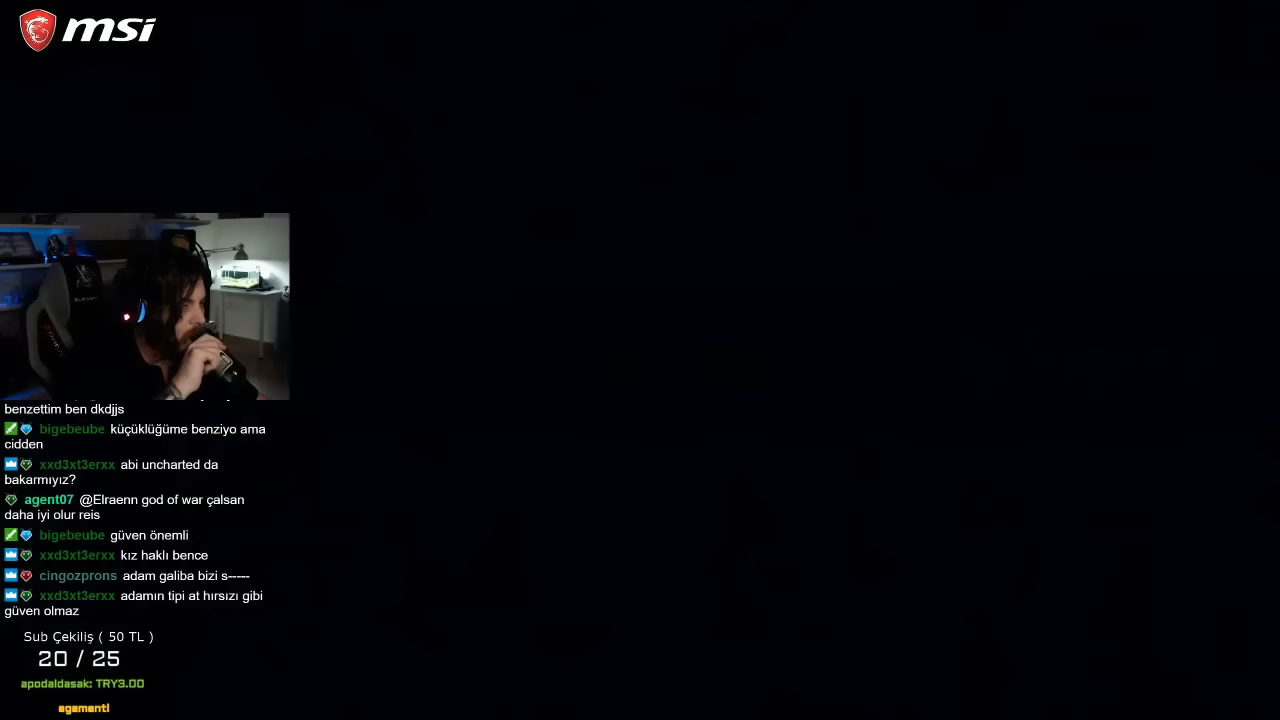 msi
benzettim ben dkdjjs
bigebeube küçüklüğüme benziyo ama
cidden
xxd3xt3erxx abi uncharted da
bakarmıyız?
agent07 @Elraenn god of war çalsan
daha iyi olur reis
bigebeube güven önemli
xxd3xt3erxx kız haklı bence
cingozprons adam galiba bizi s-----
xxd3xt3erxx adamın tipi at hırsızı gibi
güven olmaz
Sub Çekiliş ( 50 TL )
20 / 25
apodaldasak: TRY3.00